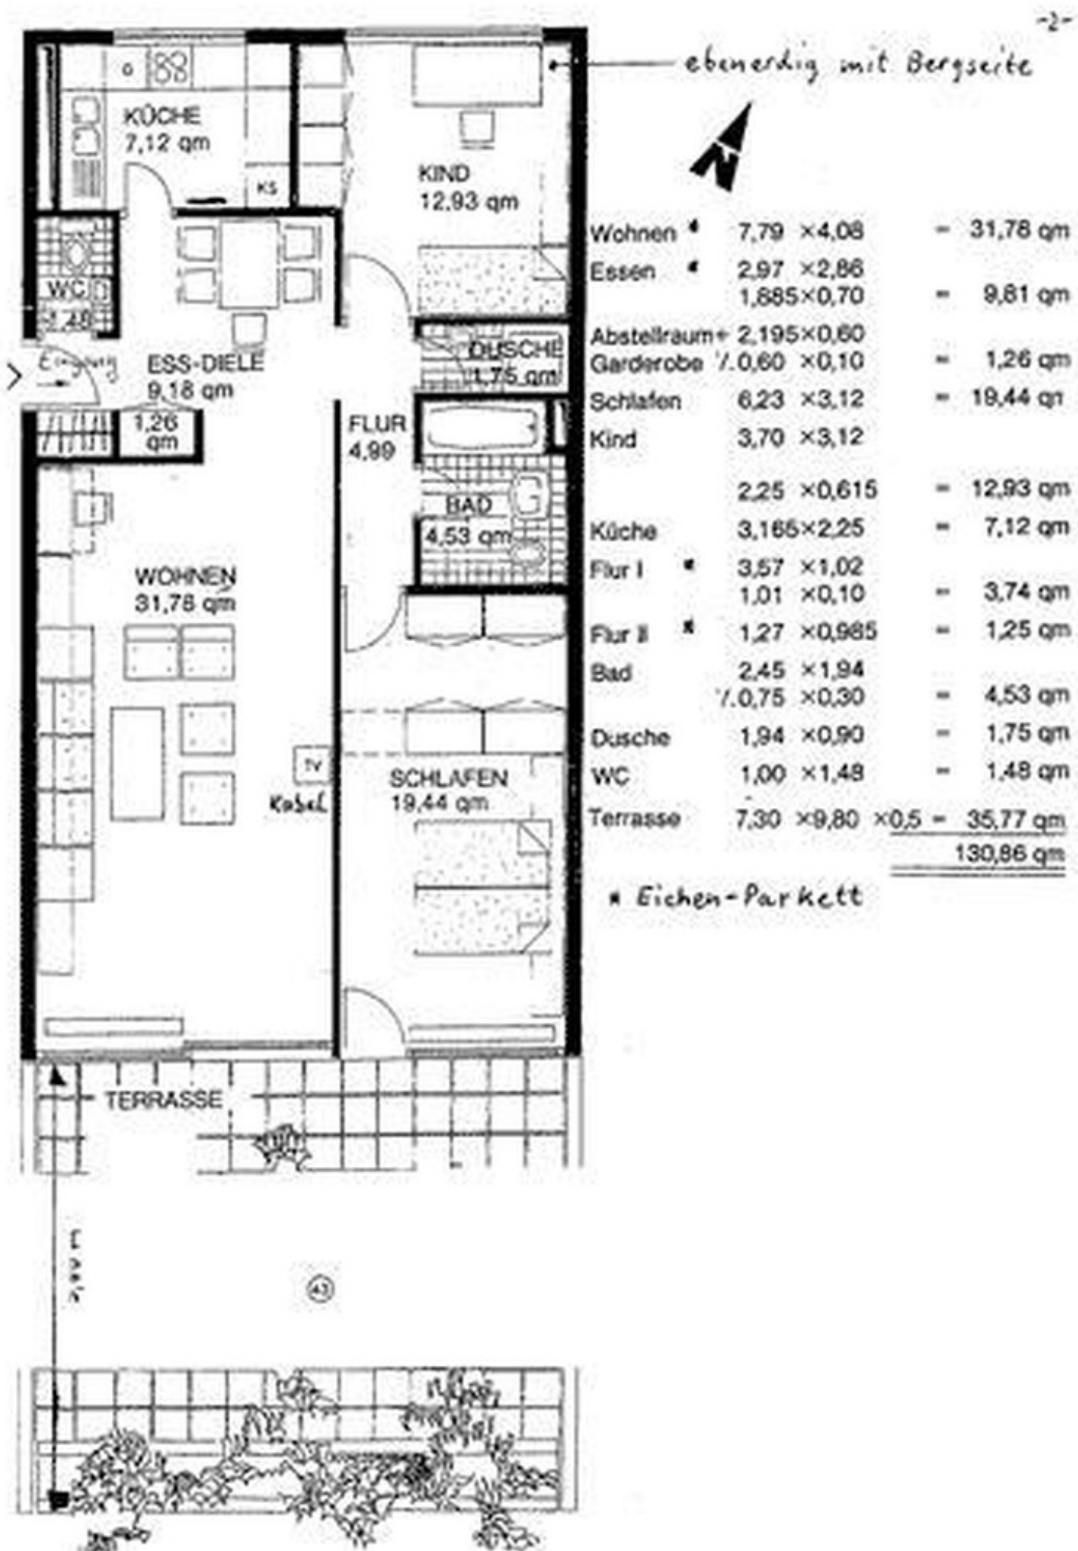 -2-
ebenerdig mit Bergseite
N
KÜCHE
7,12 qm
G
KS
KIND
12,93 qm
WC
1,48
Eingang
ESS-DIELE
9,18 qm
1,26
qm
DUSCHE
1,75 qm
FLUR
4,99
BAD
4,53 qm
WOHNEN
31,78 qm
TV
Kabel
SCHLAFEN
19,44 qm
TERRASSE
43
Wohnen * 7,79 ×4,08 = 31,78 qm
Essen * 2,97 ×2,86
1,885×0,70 = 9,81 qm
Abstellraum+ 2,195×0,60
Garderobe ·/.0,60 ×0,10 = 1,26 qm
Schlafen 6,23 ×3,12 = 19,44 qm
Kind 3,70 ×3,12
2,25 ×0,615 = 12,93 qm
Küche 3,165×2,25 = 7,12 qm
Flur I * 3,57 ×1,02
1,01 ×0,10 = 3,74 qm
Flur II * 1,27 ×0,985 = 1,25 qm
Bad 2,45 ×1,94
·/.0,75 ×0,30 = 4,53 qm
Dusche 1,94 ×0,90 = 1,75 qm
WC 1,00 ×1,48 = 1,48 qm
Terrasse 7,30 ×9,80 ×0,5 = 35,77 qm
130,86 qm
* Eichen-Parkett